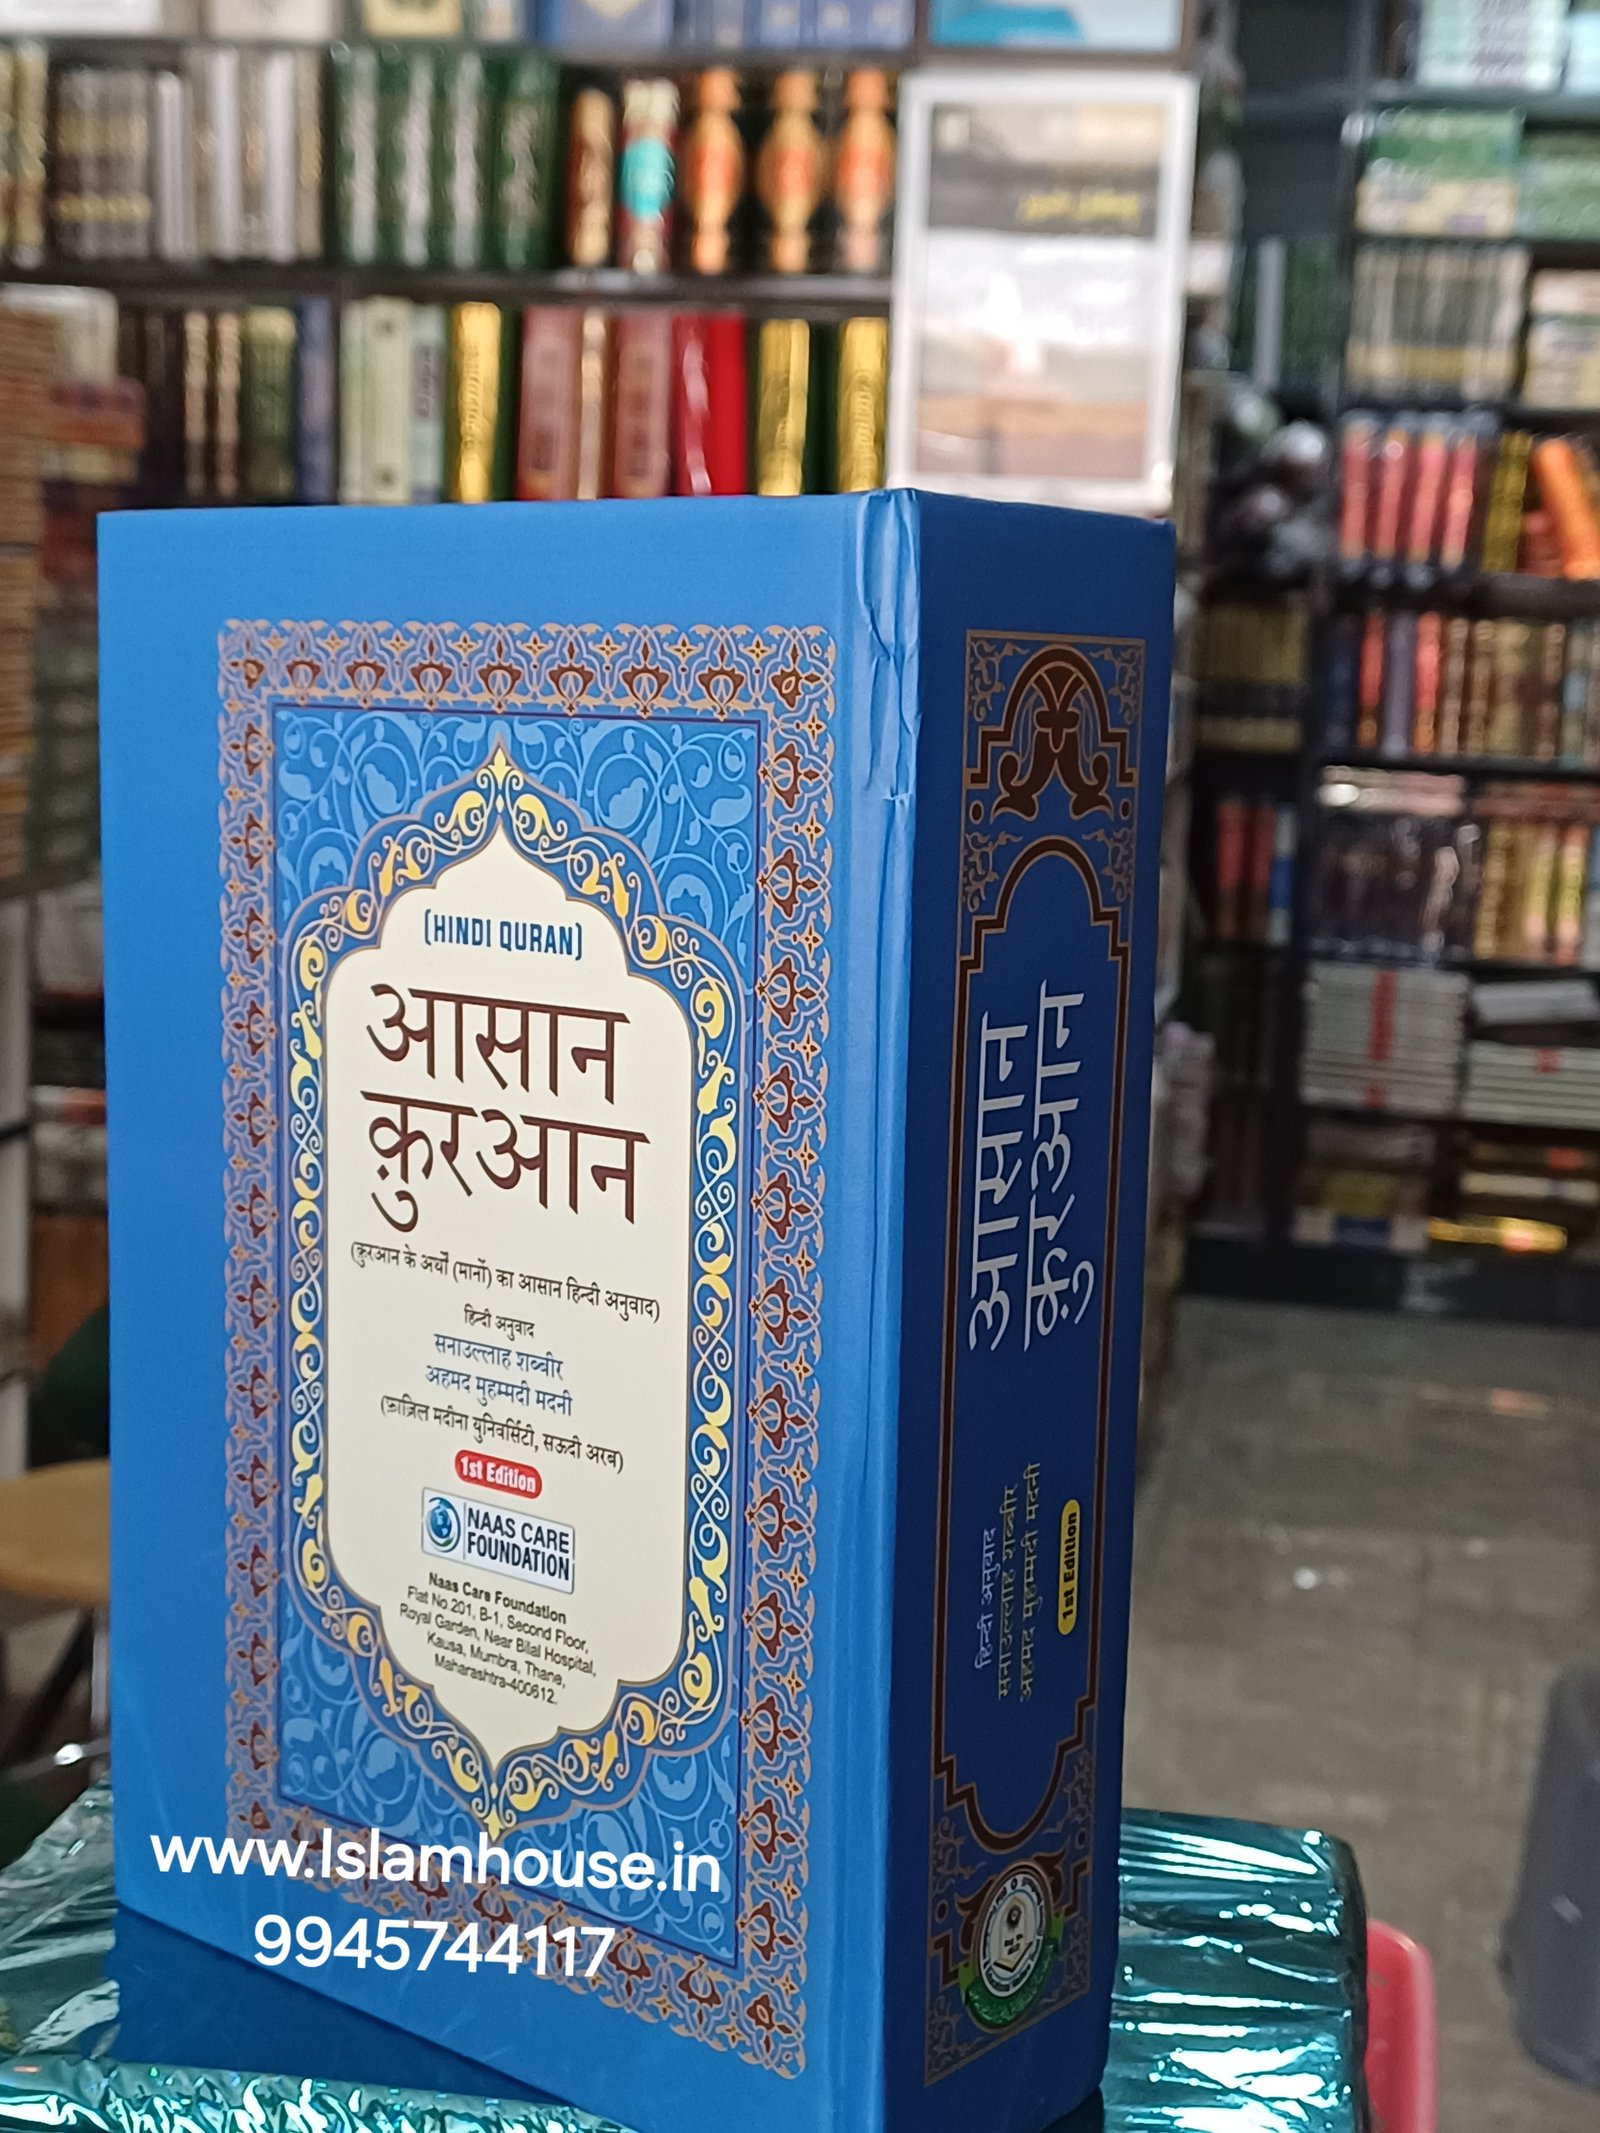 (HINDI QURAN)
आसान
क़ुरआन
(क़ुरआन के अर्थों (मानों) का आसान हिन्दी अनुवाद)
हिन्दी अनुवाद
सनाउल्लाह शब्बीर
अहमद मुहम्मदी मदनी
(फ़ाज़िल मदीना युनिवर्सिटी, सऊदी अरब)
1st Edition
NAAS CARE
FOUNDATION
Naas Care Foundation
Flat No 201, B-1, Second Floor,
Royal Garden, Near Bilal Hospital,
Kausa, Mumbra, Thane,
Maharashtra-400612.
आसान
क़ुरआन
हिन्दी अनुवाद
सनाउल्लाह शब्बीर
अहमद मुहम्मदी मदनी
1st Edition
www.Islamhouse.in
9945744117